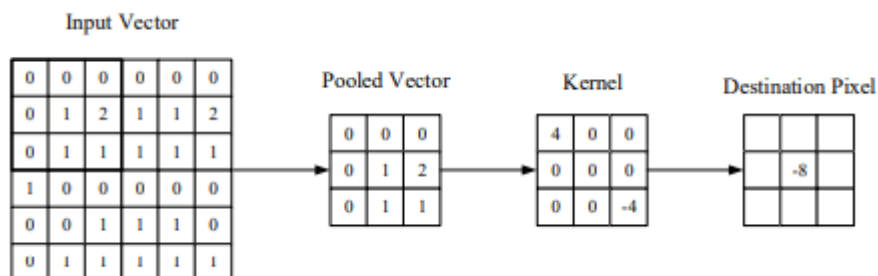 Input Vector
Pooled Vector
Kernel
Destination Pixel
0 0 0 0 0 0
0 1 2 1 1 2
0 1 1 1 1 1
1 0 0 0 0 0
0 0 1 1 1 0
0 1 1 1 1 1
0 0 0
0 1 2
0 1 1
4 0 0
0 0 0
0 0 -4
-8